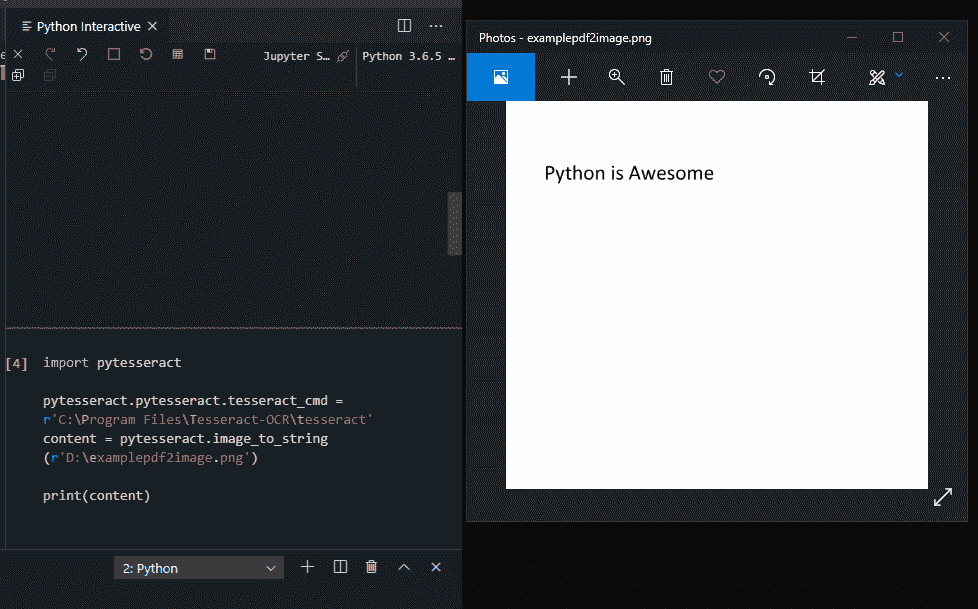 Python Interactive
Jupyter S… Python 3.6.5 …
[4] import pytesseract
pytesseract.pytesseract.tesseract_cmd =
r'C:\Program Files\Tesseract-OCR\tesseract'
content = pytesseract.image_to_string
(r'D:\examplepdf2image.png')
print(content)
2: Python
Photos - examplepdf2image.png
Python is Awesome